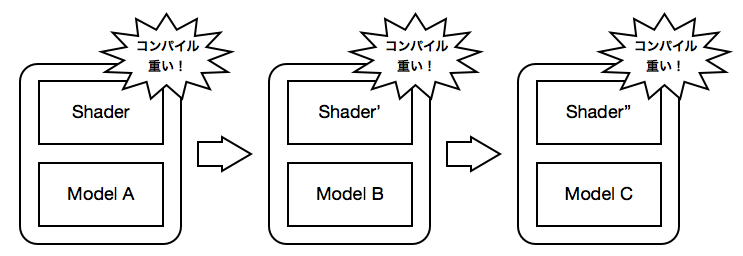 コンパイル
重い！
Shader
Model A
コンパイル
重い！
Shader’
Model B
コンパイル
重い！
Shader”
Model C